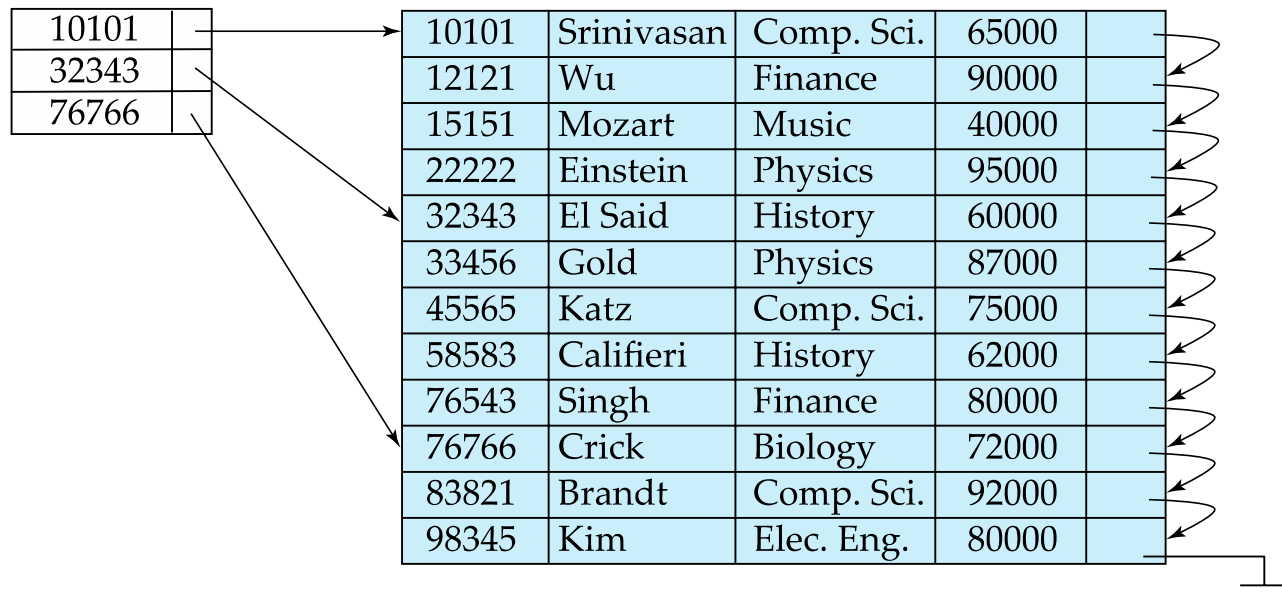 10101
32343
76766
10101 Srinivasan Comp. Sci. 65000
12121 Wu Finance 90000
15151 Mozart Music 40000
22222 Einstein Physics 95000
32343 El Said History 60000
33456 Gold Physics 87000
45565 Katz Comp. Sci. 75000
58583 Califieri History 62000
76543 Singh Finance 80000
76766 Crick Biology 72000
83821 Brandt Comp. Sci. 92000
98345 Kim Elec. Eng. 80000